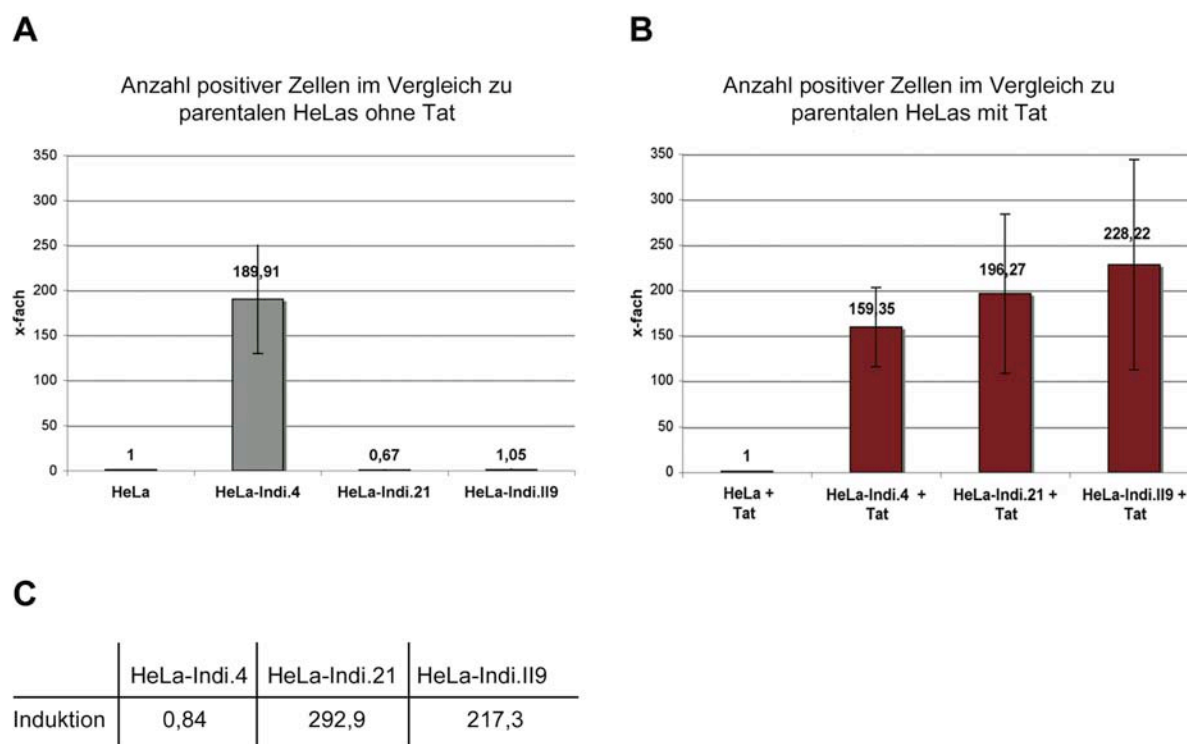 A
Anzahl positiver Zellen im Vergleich zu
parentalen HeLas ohne Tat
350
300
250
200
150
100
50
0
x-fach
1
189,91
0,67
1,05
HeLa
HeLa-Indi.4
HeLa-Indi.21
HeLa-Indi.II9
B
Anzahl positiver Zellen im Vergleich zu
parentalen HeLas mit Tat
350
300
250
200
150
100
50
0
x-fach
1
159,35
196,27
228,22
HeLa +
Tat
HeLa-Indi.4 +
Tat
HeLa-Indi.21 +
Tat
HeLa-Indi.II9 +
Tat
C
HeLa-Indi.4 HeLa-Indi.21 HeLa-Indi.II9
Induktion 0,84 292,9 217,3